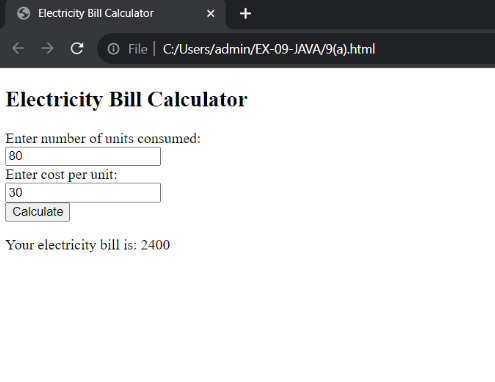 Electricity Bill Calculator
File | C:/Users/admin/EX-09-JAVA/9(a).html
Electricity Bill Calculator
Enter number of units consumed:
80
Enter cost per unit:
30
Calculate
Your electricity bill is: 2400